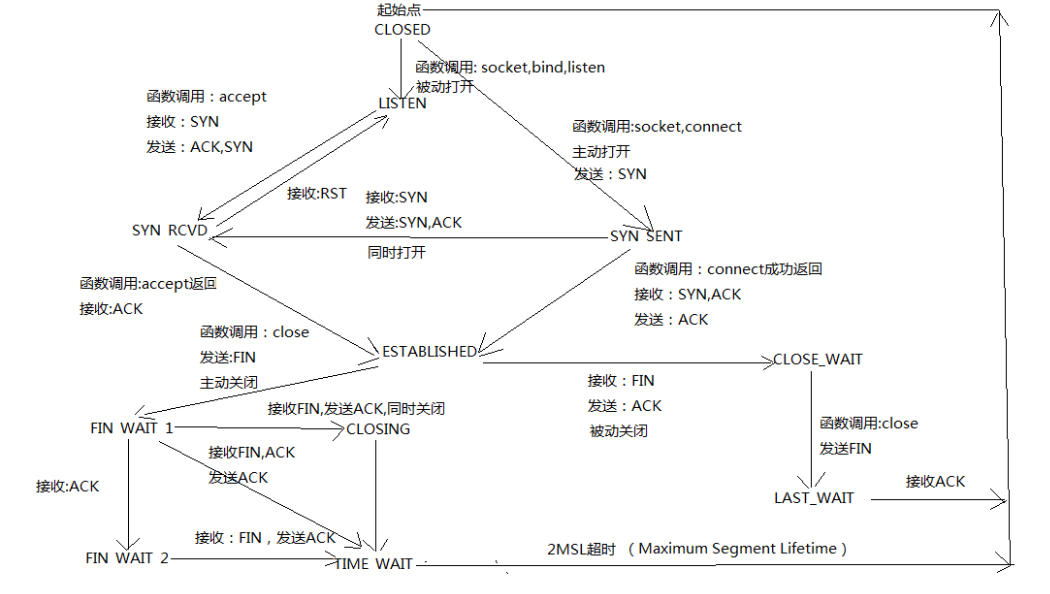 起始点
CLOSED
函数调用: socket,bind,listen
被动打开
函数调用：accept
接收：SYN
发送：ACK,SYN
LISTEN
函数调用:socket,connect
主动打开
发送：SYN
接收:RST
接收:SYN
发送:SYN,ACK
同时打开
SYN RCVD
SYN SENT
函数调用:accept返回
接收:ACK
函数调用：connect成功返回
接收：SYN,ACK
发送：ACK
函数调用：close
发送:FIN
主动关闭
ESTABLISHED
CLOSE_WAIT
接收：FIN
发送：ACK
被动关闭
接收FIN,发送ACK,同时关闭
FIN WAIT 1
CLOSING
函数调用:close
发送FIN
接收FIN,ACK
发送ACK
接收:ACK
LAST_WAIT
接收ACK
接收：FIN，发送ACK
FIN WAIT 2
TIME WAIT
2MSL超时 （Maximum Segment Lifetime）